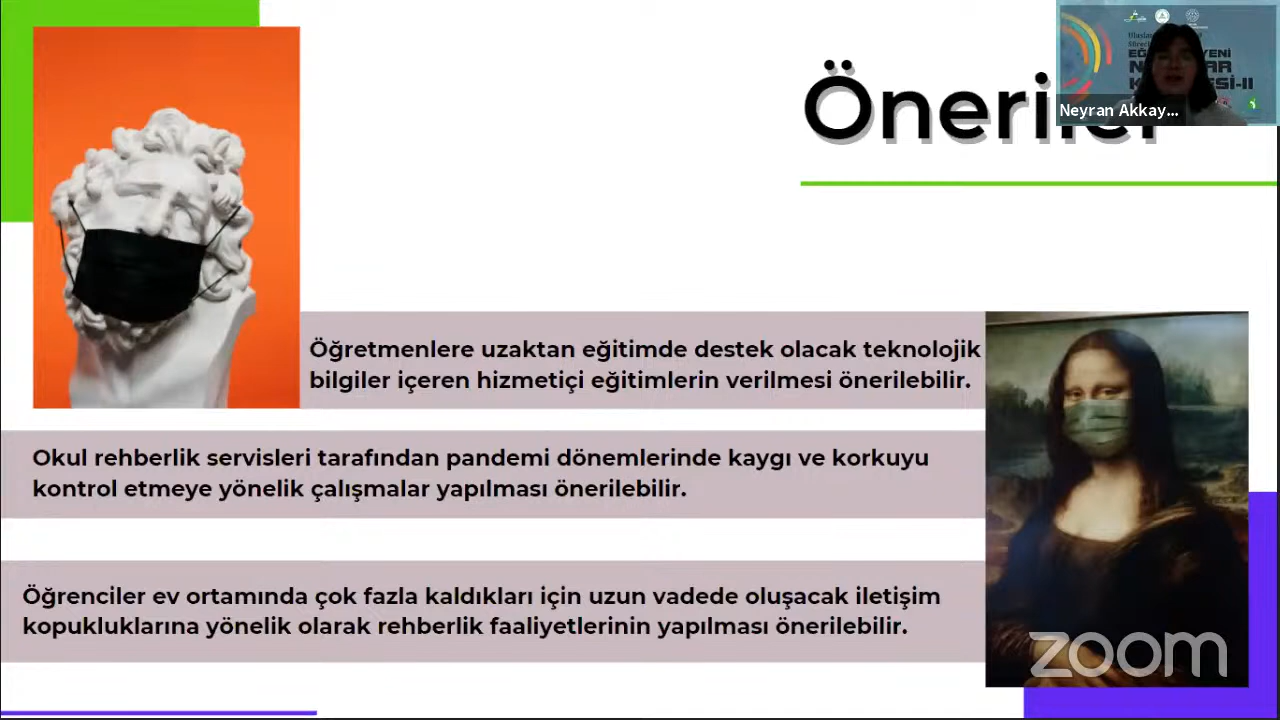 Öneriler
Neyran Akkay...
Öğretmenlere uzaktan eğitimde destek olacak teknolojik
bilgiler içeren hizmetiçi eğitimlerin verilmesi önerilebilir.
Okul rehberlik servisleri tarafından pandemi dönemlerinde kaygı ve korkuyu
kontrol etmeye yönelik çalışmalar yapılması önerilebilir.
Öğrenciler ev ortamında çok fazla kaldıkları için uzun vadede oluşacak iletişim
kopukluklarına yönelik olarak rehberlik faaliyetlerinin yapılması önerilebilir.
zoom